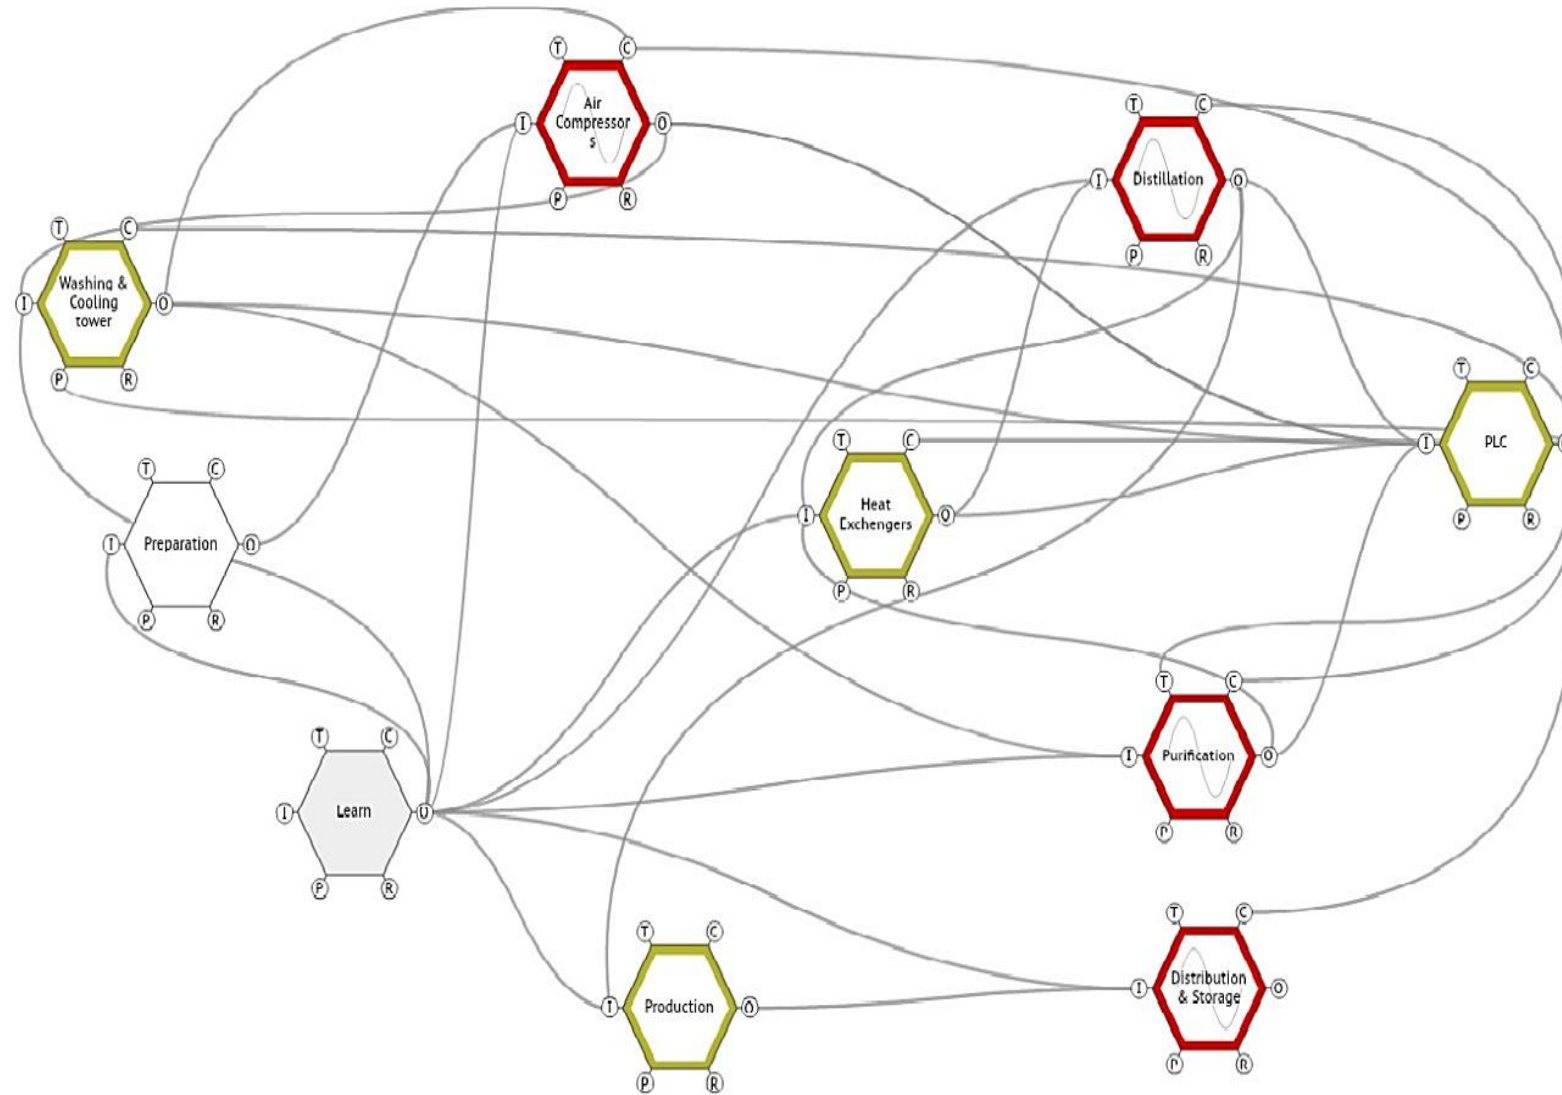 T
C
Air
Compressor
s
I
O
P
R
T
C
Distillation
I
O
P
R
T
C
Washing &
Cooling
tower
I
O
P
R
T
C
PLC
I
R
R
T
C
Heat
Exchengers
I
O
P
R
T
C
Preparation
I
O
P
R
T
C
Purification
I
O
P
R
T
C
Learn
I
O
P
R
T
C
Production
I
O
P
R
T
C
Distribution
& Storage
I
O
P
R